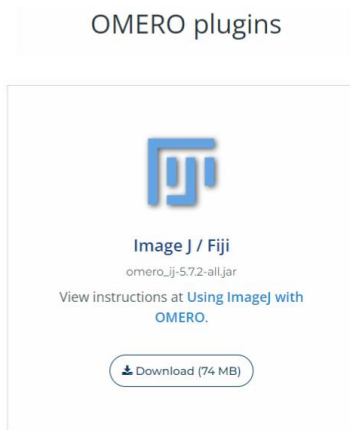 OMERO plugins
Image J / Fiji
omero_ij-5.7.2-all.jar
View instructions at Using ImageJ with
OMERO.
Download (74 MB)